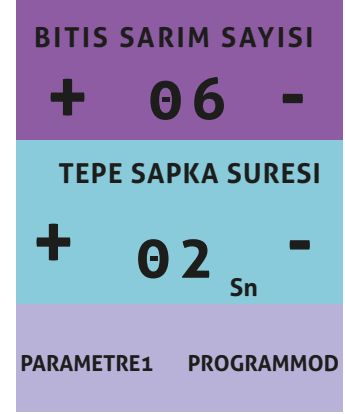 BITIS SARIM SAYISI
+ 06 -
TEPE SAPKA SURESI
+ 02 Sn -
PARAMETRE1 PROGRAMMOD